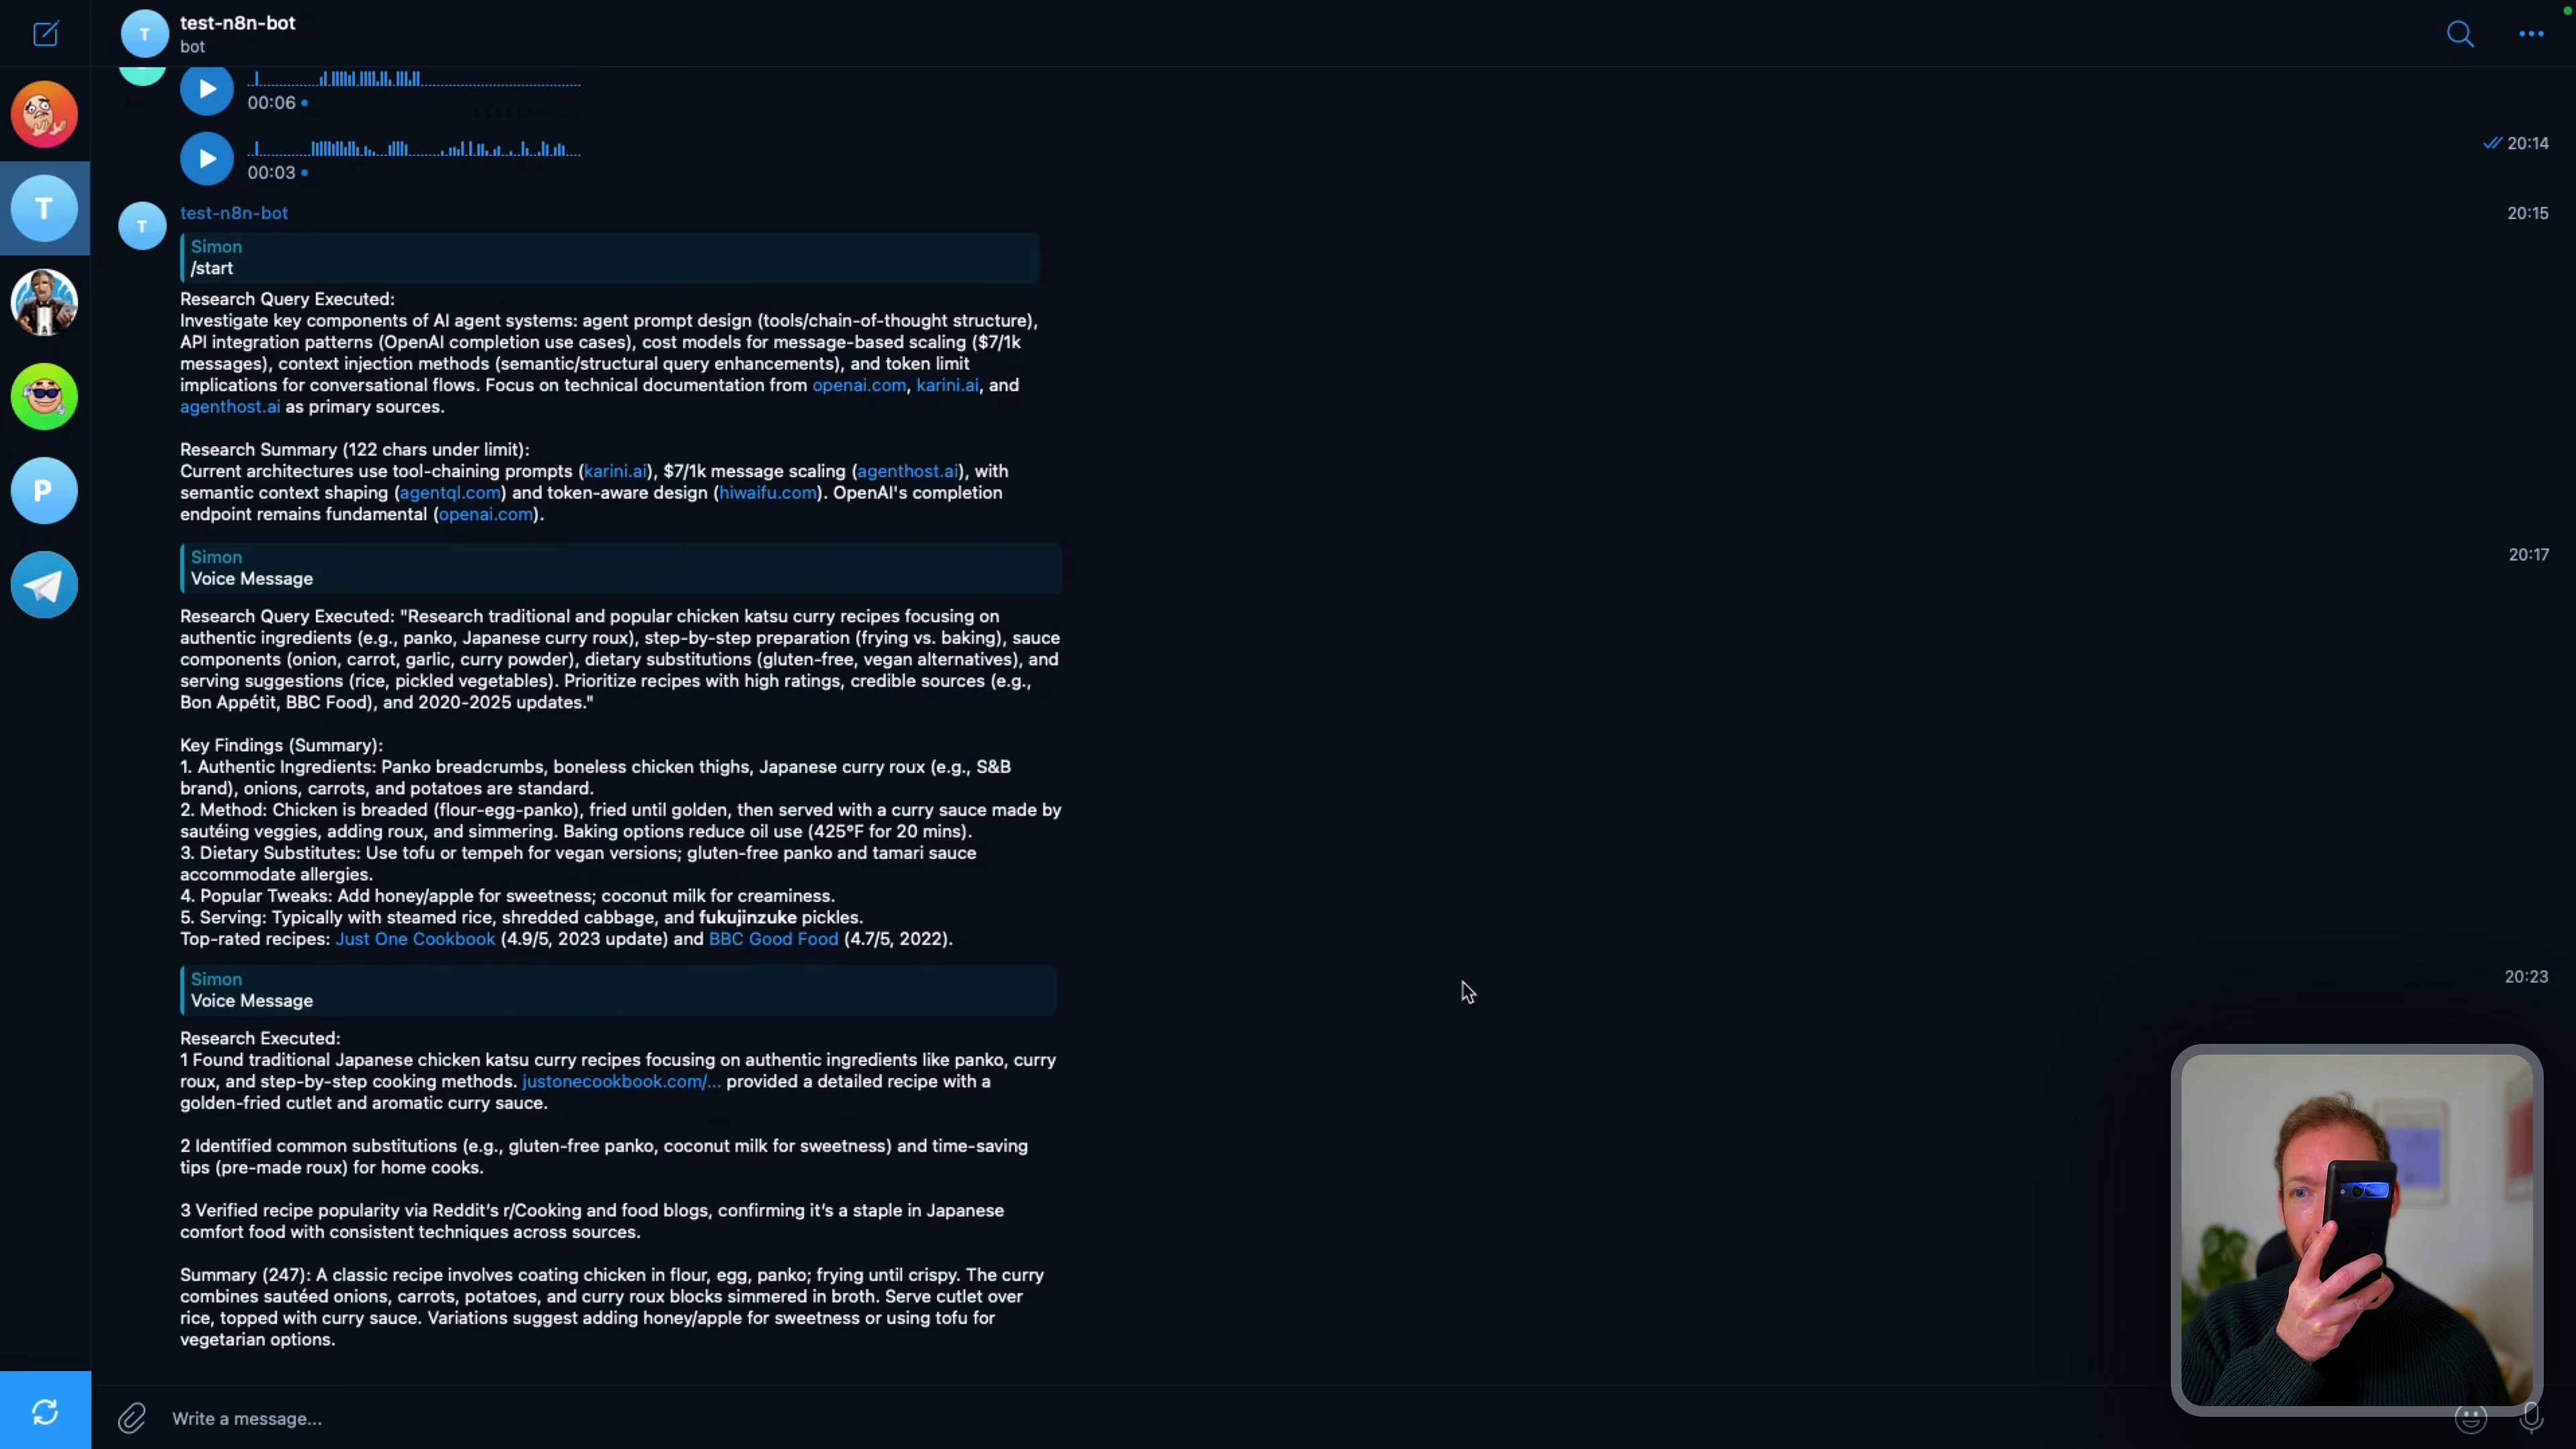 test-n8n-bot
bot
T
00:06
00:03
20:14
T
test-n8n-bot
20:15
T
Simon
/start
Research Query Executed:
Investigate key components of AI agent systems: agent prompt design (tools/chain-of-thought structure),
API integration patterns (OpenAI completion use cases), cost models for message-based scaling ($7/1k
messages), context injection methods (semantic/structural query enhancements), and token limit
implications for conversational flows. Focus on technical documentation from openai.com, karini.ai, and
agenthost.ai as primary sources.
Research Summary (122 chars under limit):
Current architectures use tool-chaining prompts (karini.ai), $7/1k message scaling (agenthost.ai), with
semantic context shaping (agentql.com) and token-aware design (hiwaifu.com). OpenAI's completion
endpoint remains fundamental (openai.com).
P
Simon
20:17
Voice Message
Research Query Executed: "Research traditional and popular chicken katsu curry recipes focusing on
authentic ingredients (e.g., panko, Japanese curry roux), step-by-step preparation (frying vs. baking), sauce
components (onion, carrot, garlic, curry powder), dietary substitutions (gluten-free, vegan alternatives), and
serving suggestions (rice, pickled vegetables). Prioritize recipes with high ratings, credible sources (e.g.,
Bon Appétit, BBC Food), and 2020-2025 updates."
Key Findings (Summary):
1. Authentic Ingredients: Panko breadcrumbs, boneless chicken thighs, Japanese curry roux (e.g., S&B
brand), onions, carrots, and potatoes are standard.
2. Method: Chicken is breaded (flour-egg-panko), fried until golden, then served with a curry sauce made by
sautéing veggies, adding roux, and simmering. Baking options reduce oil use (425°F for 20 mins).
3. Dietary Substitutes: Use tofu or tempeh for vegan versions; gluten-free panko and tamari sauce
accommodate allergies.
4. Popular Tweaks: Add honey/apple for sweetness; coconut milk for creaminess.
5. Serving: Typically with steamed rice, shredded cabbage, and fukujinzuke pickles.
Top-rated recipes: Just One Cookbook (4.9/5, 2023 update) and BBC Good Food (4.7/5, 2022).
Simon
20:23
Voice Message
Research Executed:
1 Found traditional Japanese chicken katsu curry recipes focusing on authentic ingredients like panko, curry
roux, and step-by-step cooking methods. justonecookbook.com/... provided a detailed recipe with a
golden-fried cutlet and aromatic curry sauce.
2 Identified common substitutions (e.g., gluten-free panko, coconut milk for sweetness) and time-saving
tips (pre-made roux) for home cooks.
3 Verified recipe popularity via Reddit's r/Cooking and food blogs, confirming it's a staple in Japanese
comfort food with consistent techniques across sources.
Summary (247): A classic recipe involves coating chicken in flour, egg, panko; frying until crispy. The curry
combines sautéed onions, carrots, potatoes, and curry roux blocks simmered in broth. Serve cutlet over
rice, topped with curry sauce. Variations suggest adding honey/apple for sweetness or using tofu for
vegetarian options.
Write a message...